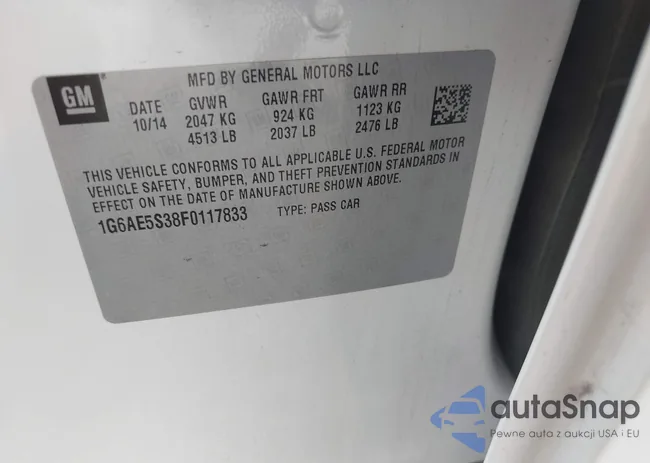 MFD BY GENERAL MOTORS LLC
GM
DATE GVWR GAWR FRT GAWR RR
10/14 2047 KG 924 KG 1123 KG
4513 LB 2037 LB 2476 LB
THIS VEHICLE CONFORMS TO ALL APPLICABLE U.S. FEDERAL MOTOR
VEHICLE SAFETY, BUMPER, AND THEFT PREVENTION STANDARDS IN
EFFECT ON THE DATE OF MANUFACTURE SHOWN ABOVE.
1G6AE5S38F0117833 TYPE: PASS CAR
autaSnap
Pewne auta z aukcji USA i EU